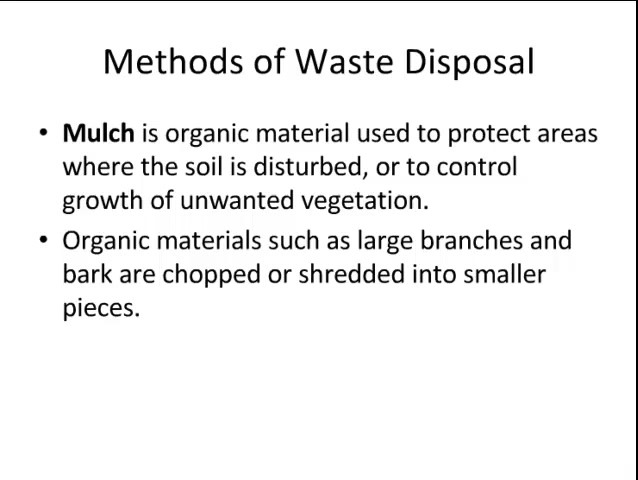 Methods of Waste Disposal
• Mulch is organic material used to protect areas
where the soil is disturbed, or to control
growth of unwanted vegetation.
• Organic materials such as large branches and
bark are chopped or shredded into smaller
pieces.